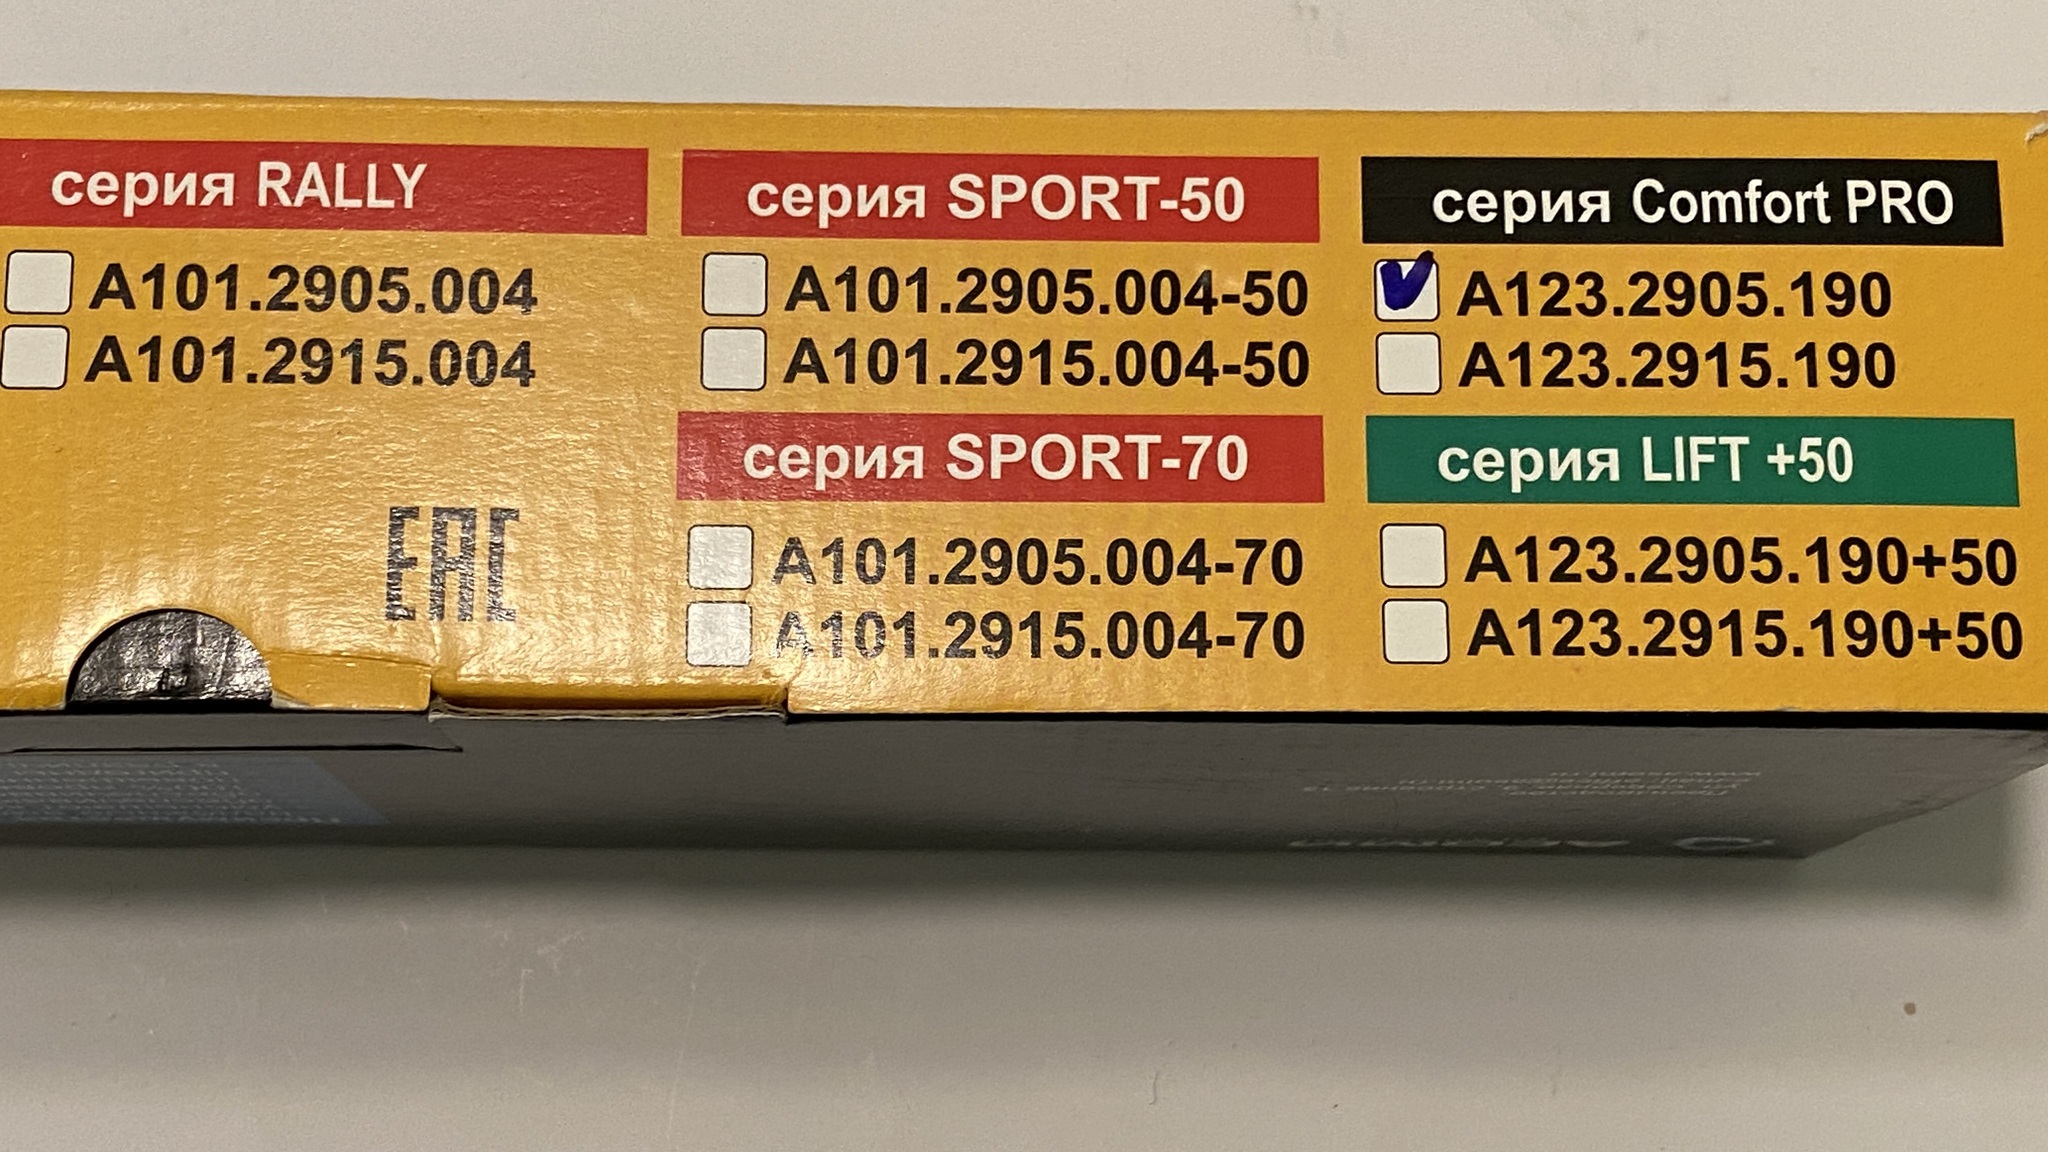 серия RALLY
A101.2905.004
A101.2915.004
EAC
серия SPORT-50
A101.2905.004-50
A101.2915.004-50
серия SPORT-70
A101.2905.004-70
A101.2915.004-70
серия Comfort PRO
A123.2905.190
A123.2915.190
серия LIFT +50
A123.2905.190+50
A123.2915.190+50